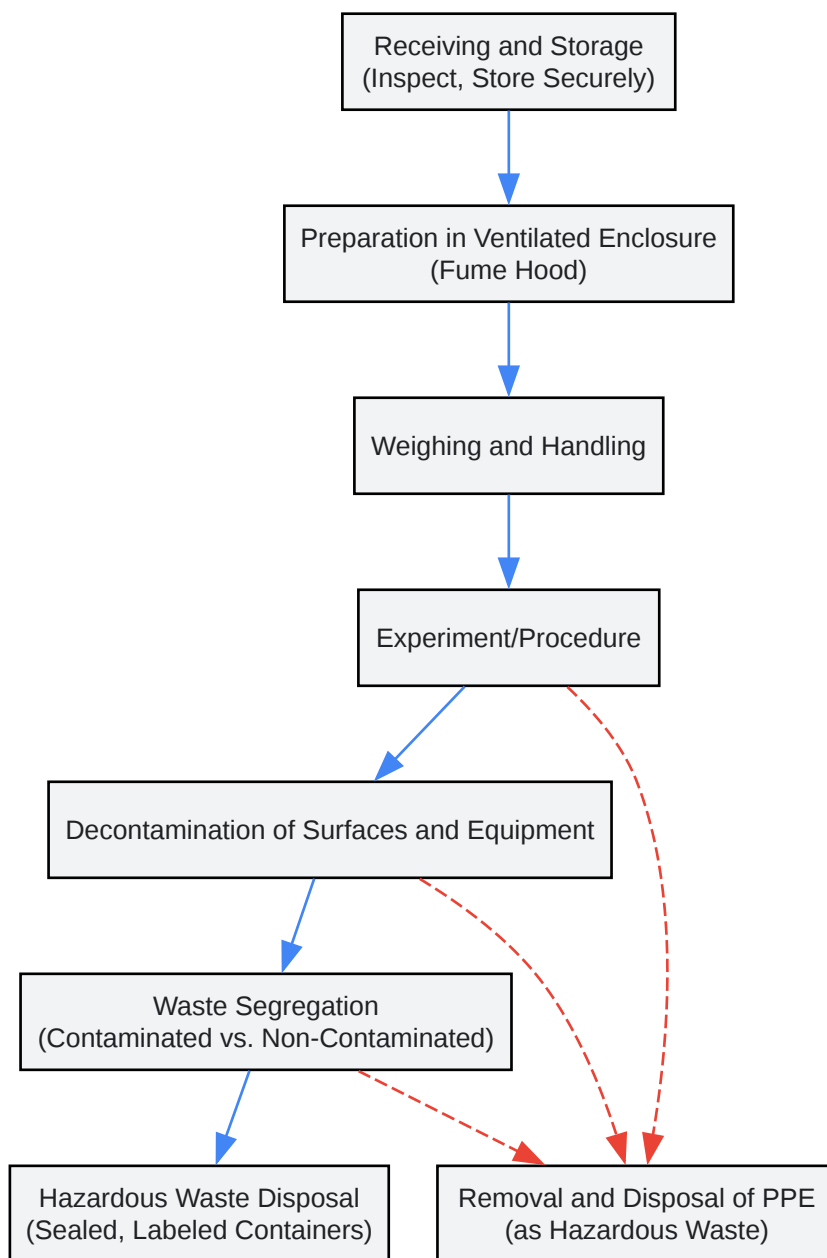 Receiving and Storage
(Inspect, Store Securely)
Preparation in Ventilated Enclosure
(Fume Hood)
Weighing and Handling
Experiment/Procedure
Decontamination of Surfaces and Equipment
Waste Segregation
(Contaminated vs. Non-Contaminated)
Hazardous Waste Disposal
(Sealed, Labeled Containers)
Removal and Disposal of PPE
(as Hazardous Waste)